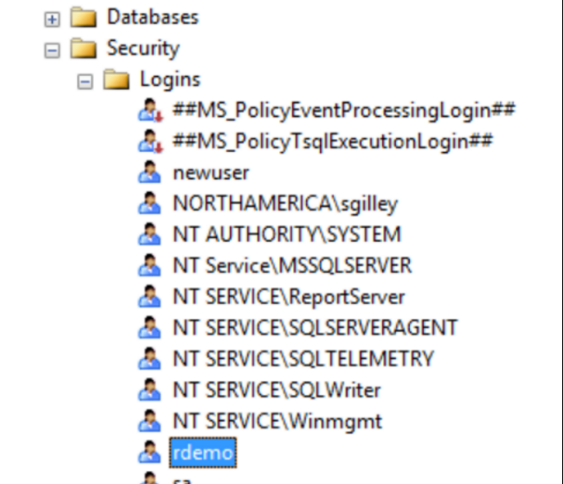 Databases
Security
Logins
##MS_PolicyEventProcessingLogin##
##MS_PolicyTsqlExecutionLogin##
newuser
NORTHAMERICA\sgilley
NT AUTHORITY\SYSTEM
NT Service\MSSQLSERVER
NT SERVICE\ReportServer
NT SERVICE\SQLSERVERAGENT
NT SERVICE\SQLTELEMETRY
NT SERVICE\SQLWriter
NT SERVICE\Winmgmt
rdemo